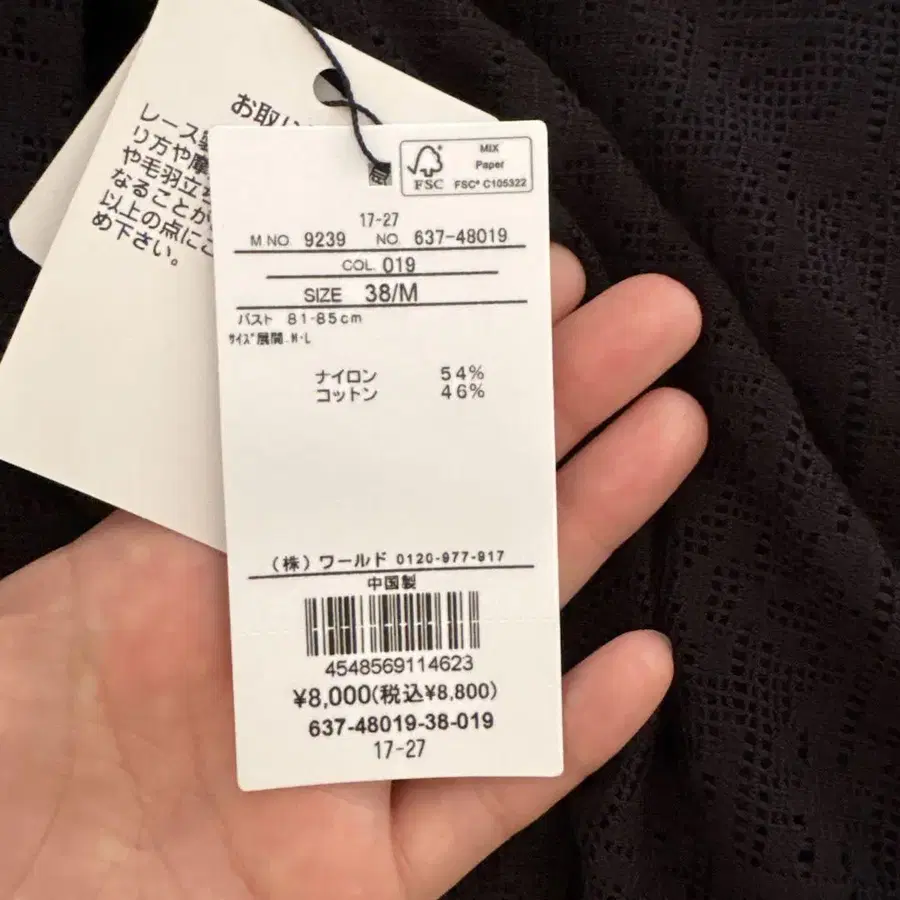 お取り
レース
り方や摩
や毛羽立
なることが
以上の点にご
め下さい。
MIX
Paper
FSC
FSC® C105322
17-27
M NO. 9239 NO. 637-48019
COL. 019
SIZE 38/M
バスト 81-85cm
ｻｲｽﾞ展開.M-L
ナイロン 54%
コットン 46%
(株)ワールド 0120-977-917
中国製
4548569114623
¥8,000(税込¥8,800)
637-48019-38-019
17-27